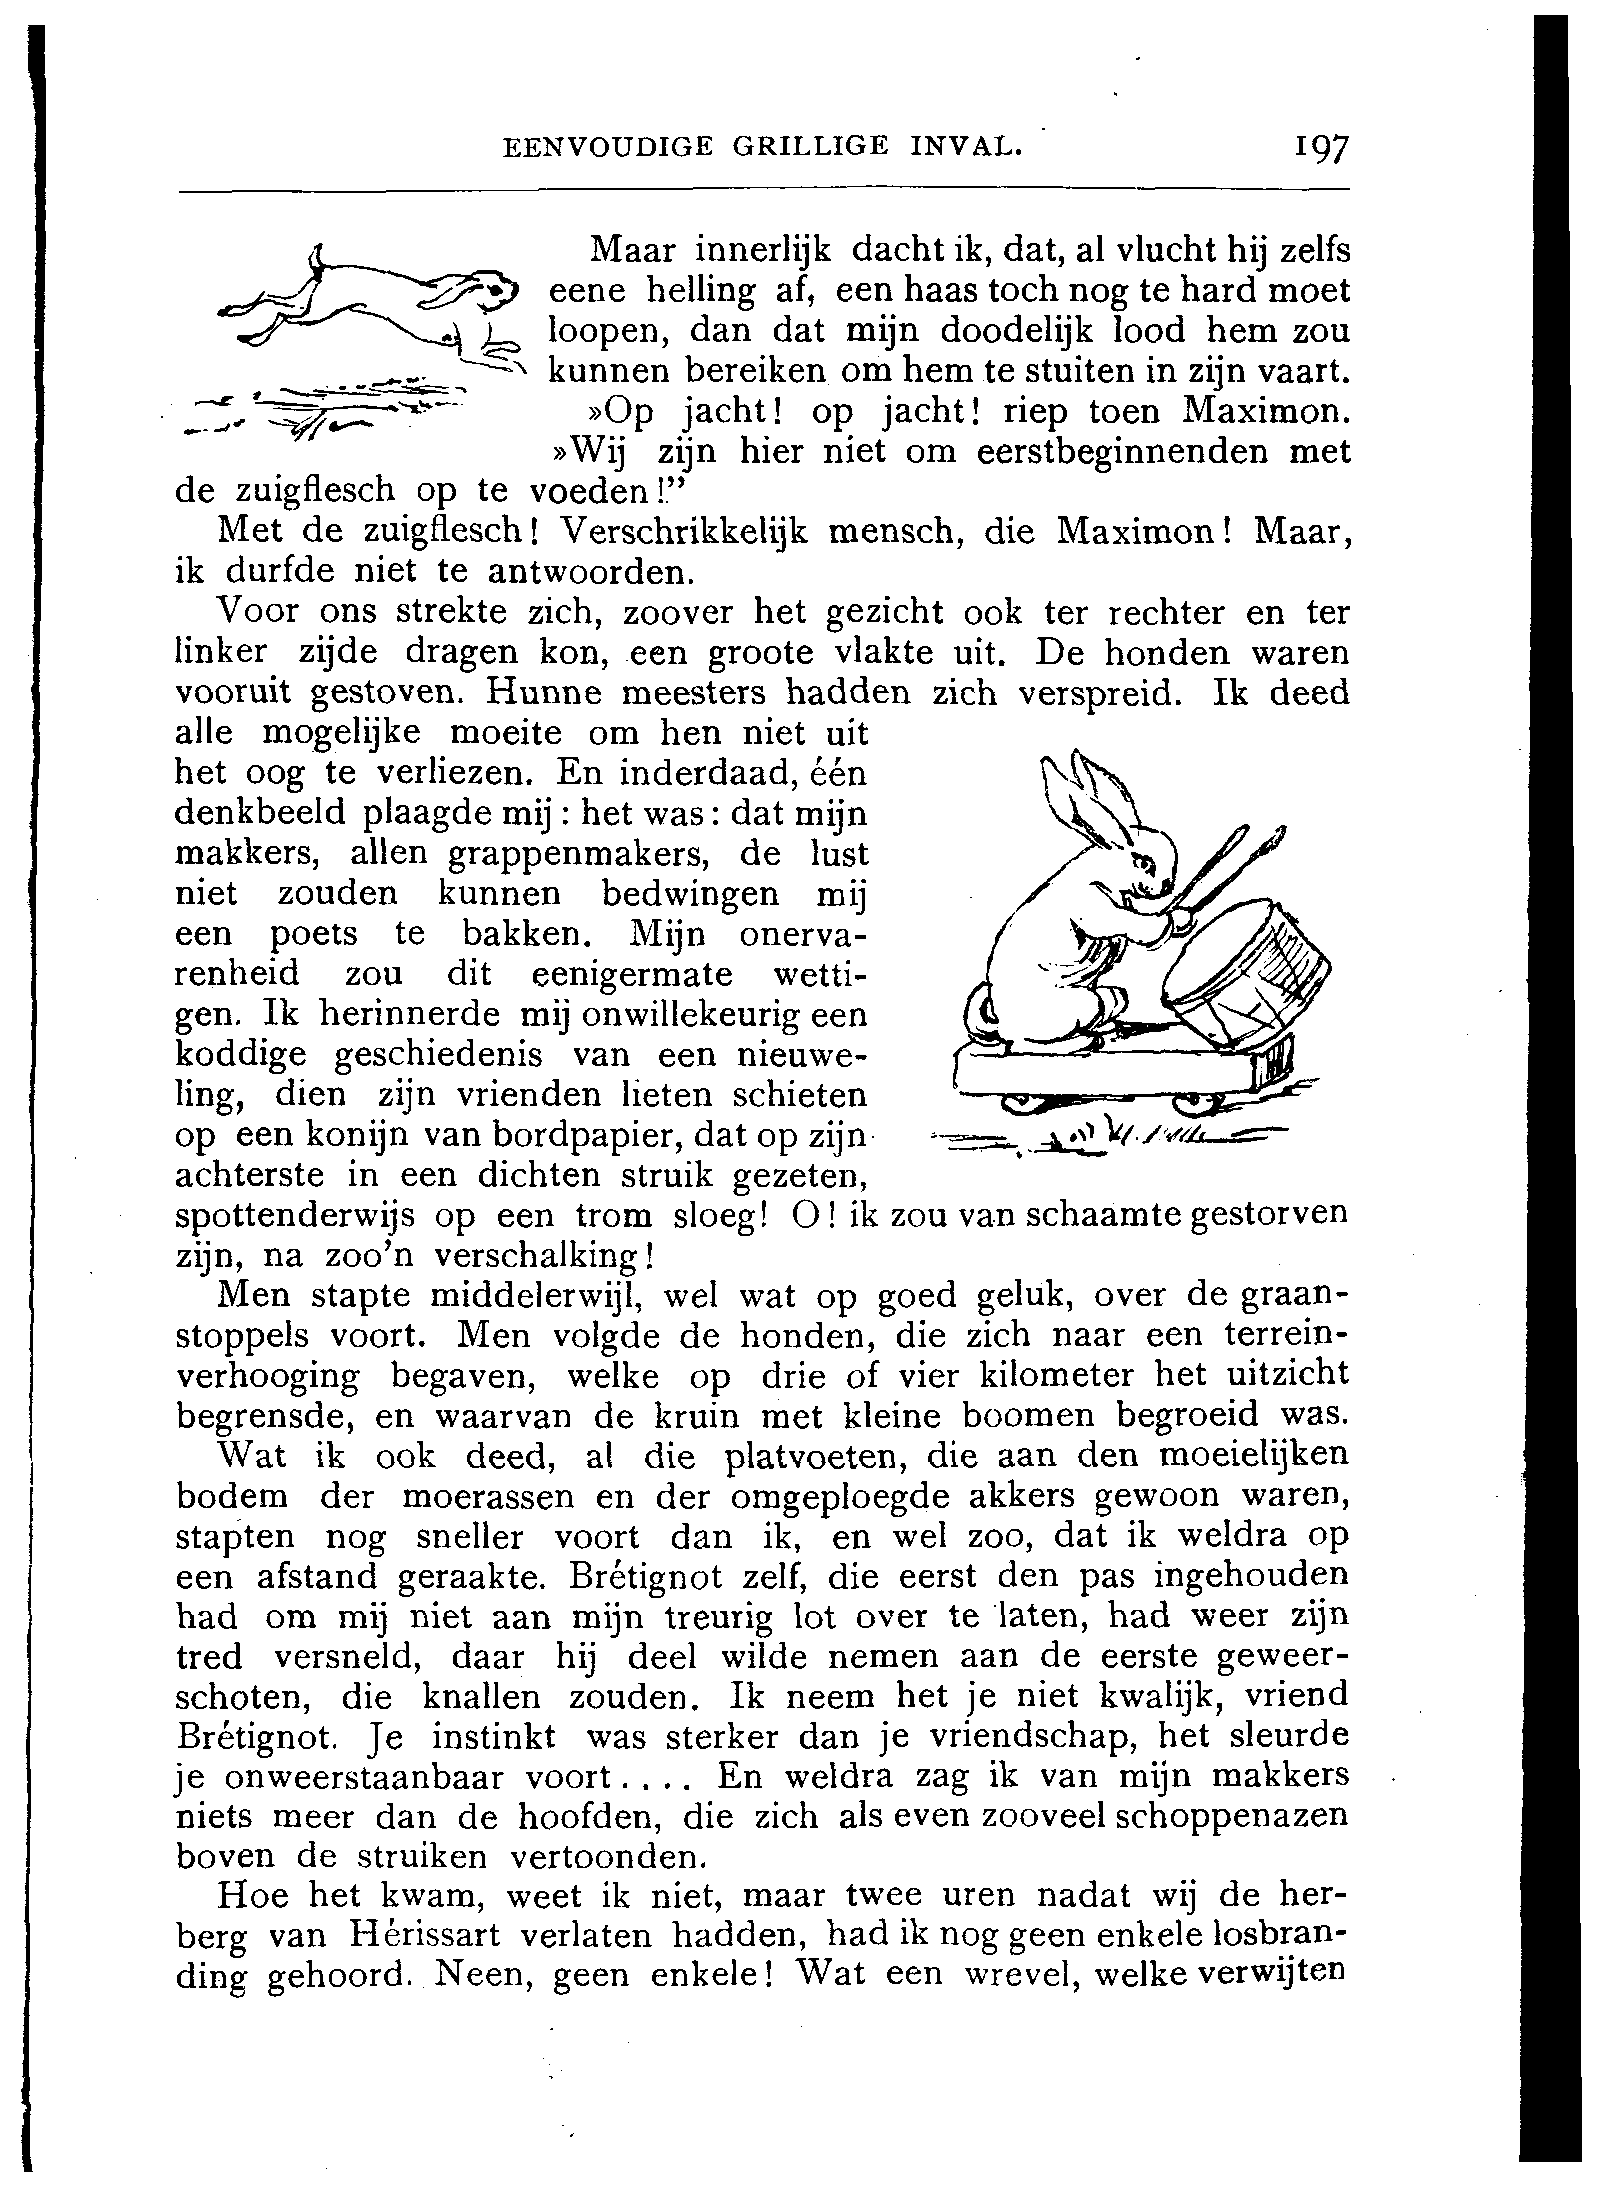 EENVOUDIGE GRILLIGE INVAL. 197
Maar innerlijk dacht ik, dat, al vlucht hij zelfs
eene helling af, een haas toch nog te hard moet
loopen, dan dat mijn doodelijk lood hem zou
kunnen bereiken om hem te stuiten in zijn vaart.
»Op jacht! op jacht! riep toen Maximon.
»Wij zijn hier niet om eerstbeginnenden met
de zuigflesch op te voeden!”
Met de zuigflesch! Verschrikkelijk mensch, die Maximon! Maar,
ik durfde niet te antwoorden.
Voor ons strekte zich, zoover het gezicht ook ter rechter en ter
linker zijde dragen kon, een groote vlakte uit. De honden waren
vooruit gestoven. Hunne meesters hadden zich verspreid. Ik deed
alle mogelijke moeite om hen niet uit
het oog te verliezen. En inderdaad, één
denkbeeld plaagde mij: het was: dat mijn
makkers, allen grappenmakers, de lust
niet zouden kunnen bedwingen mij
een poets te bakken. Mijn onerva-
renheid zou dit eenigermate wetti-
gen. Ik herinnerde mij onwillekeurig een
koddige geschiedenis van een nieuwe-
ling, dien zijn vrienden lieten schieten
op een konijn van bordpapier, dat op zijn
achterste in een dichten struik gezeten,
spottenderwijs op een trom sloeg! O! ik zou van schaamte gestorven
zijn, na zoo’n verschalking!
Men stapte middelerwijl, wel wat op goed geluk, over de graan-
stoppels voort. Men volgde de honden, die zich naar een terrein-
verhooging begaven, welke op drie of vier kilometer het uitzicht
begrensde, en waarvan de kruin met kleine boomen begroeid was.
Wat ik ook deed, al die platvoeten, die aan den moeielijken
bodem der moerassen en der omgeploegde akkers gewoon waren,
stapten nog sneller voort dan ik, en wel zoo, dat ik weldra op
een afstand geraakte. Brétignot zelf, die eerst den pas ingehouden
had om mij niet aan mijn treurig lot over te laten, had weer zijn
tred versneld, daar hij deel wilde nemen aan de eerste geweer-
schoten, die knallen zouden. Ik neem het je niet kwalijk, vriend
Brétignot. Je instinkt was sterker dan je vriendschap, het sleurde
je onweerstaanbaar voort.... En weldra zag ik van mijn makkers
niets meer dan de hoofden, die zich als even zooveel schoppenazen
boven de struiken vertoonden.
Hoe het kwam, weet ik niet, maar twee uren nadat wij de her-
berg van Hérissart verlaten hadden, had ik nog geen enkele losbran-
ding gehoord. Neen, geen enkele! Wat een wrevel, welke verwijten